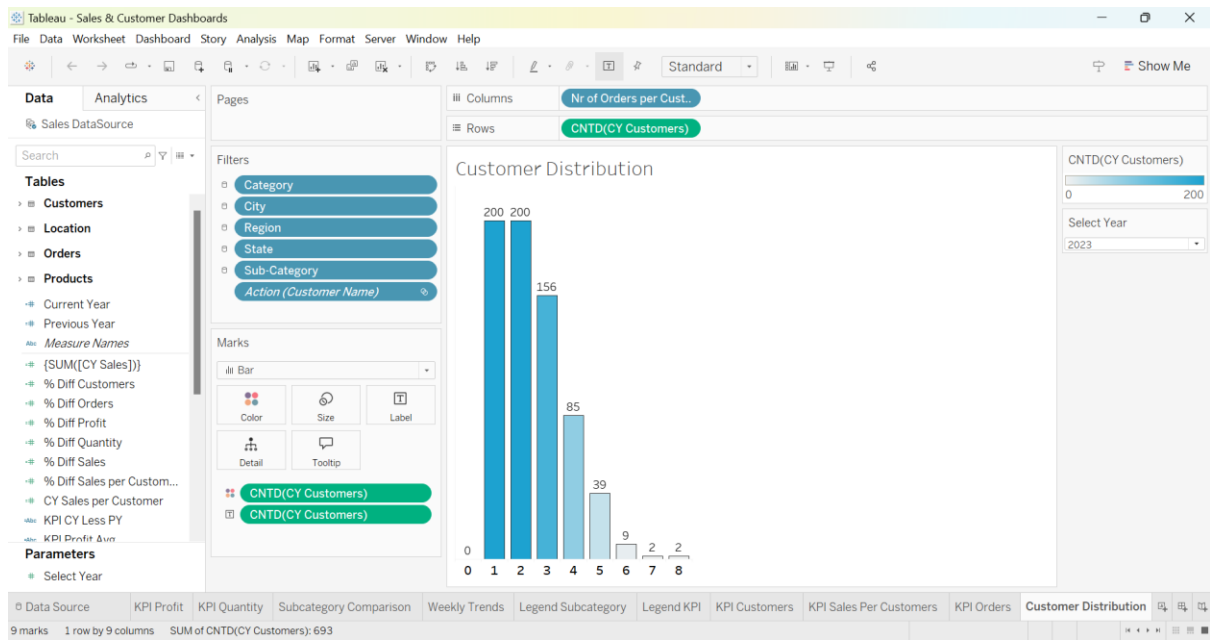 Tableau - Sales & Customer Dashboards
File Data Worksheet Dashboard Story Analysis Map Format Server Window Help
Standard
Show Me
Data Analytics
Sales DataSource
Search
Tables
Customers
Location
Orders
Products
Current Year
Previous Year
Abc Measure Names
{SUM([CY Sales])}
% Diff Customers
% Diff Orders
% Diff Profit
% Diff Quantity
% Diff Sales
% Diff Sales per Custom...
CY Sales per Customer
KPI CY Less PY
KPI Profit Avg
Parameters
Select Year
Pages
Filters
Category
City
Region
State
Sub-Category
Action (Customer Name)
Marks
Bar
Color Size Label
Detail Tooltip
CNTD(CY Customers)
CNTD(CY Customers)
Columns Nr of Orders per Cust..
Rows CNTD(CY Customers)
Customer Distribution
200 200
156
85
39
9
2 2
0
0 1 2 3 4 5 6 7 8
CNTD(CY Customers)
0 200
Select Year
2023
Data Source KPI Profit KPI Quantity Subcategory Comparison Weekly Trends Legend Subcategory Legend KPI KPI Customers KPI Sales Per Customers KPI Orders Customer Distribution
9 marks 1 row by 9 columns SUM of CNTD(CY Customers): 693